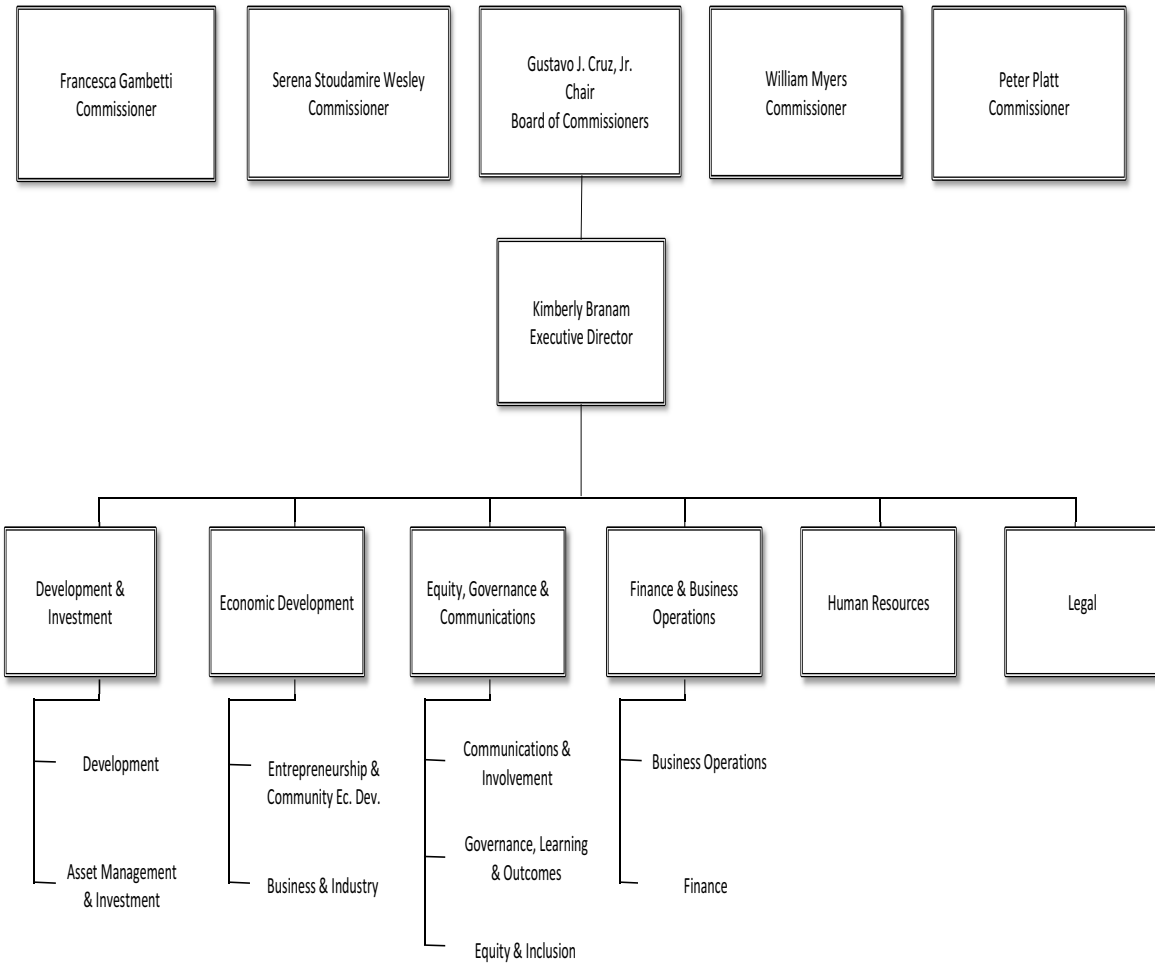 Francesca Gambetti
Commissioner
Serena Stoudamire Wesley
Commissioner
Gustavo J. Cruz, Jr.
Chair
Board of Commissioners
William Myers
Commissioner
Peter Platt
Commissioner
Kimberly Branam
Executive Director
Development &
Investment
Economic Development
Equity, Governance &
Communications
Finance & Business
Operations
Human Resources
Legal
Development
Asset Management
& Investment
Entrepreneurship &
Community Ec. Dev.
Business & Industry
Communications &
Involvement
Governance, Learning
& Outcomes
Equity & Inclusion
Business Operations
Finance